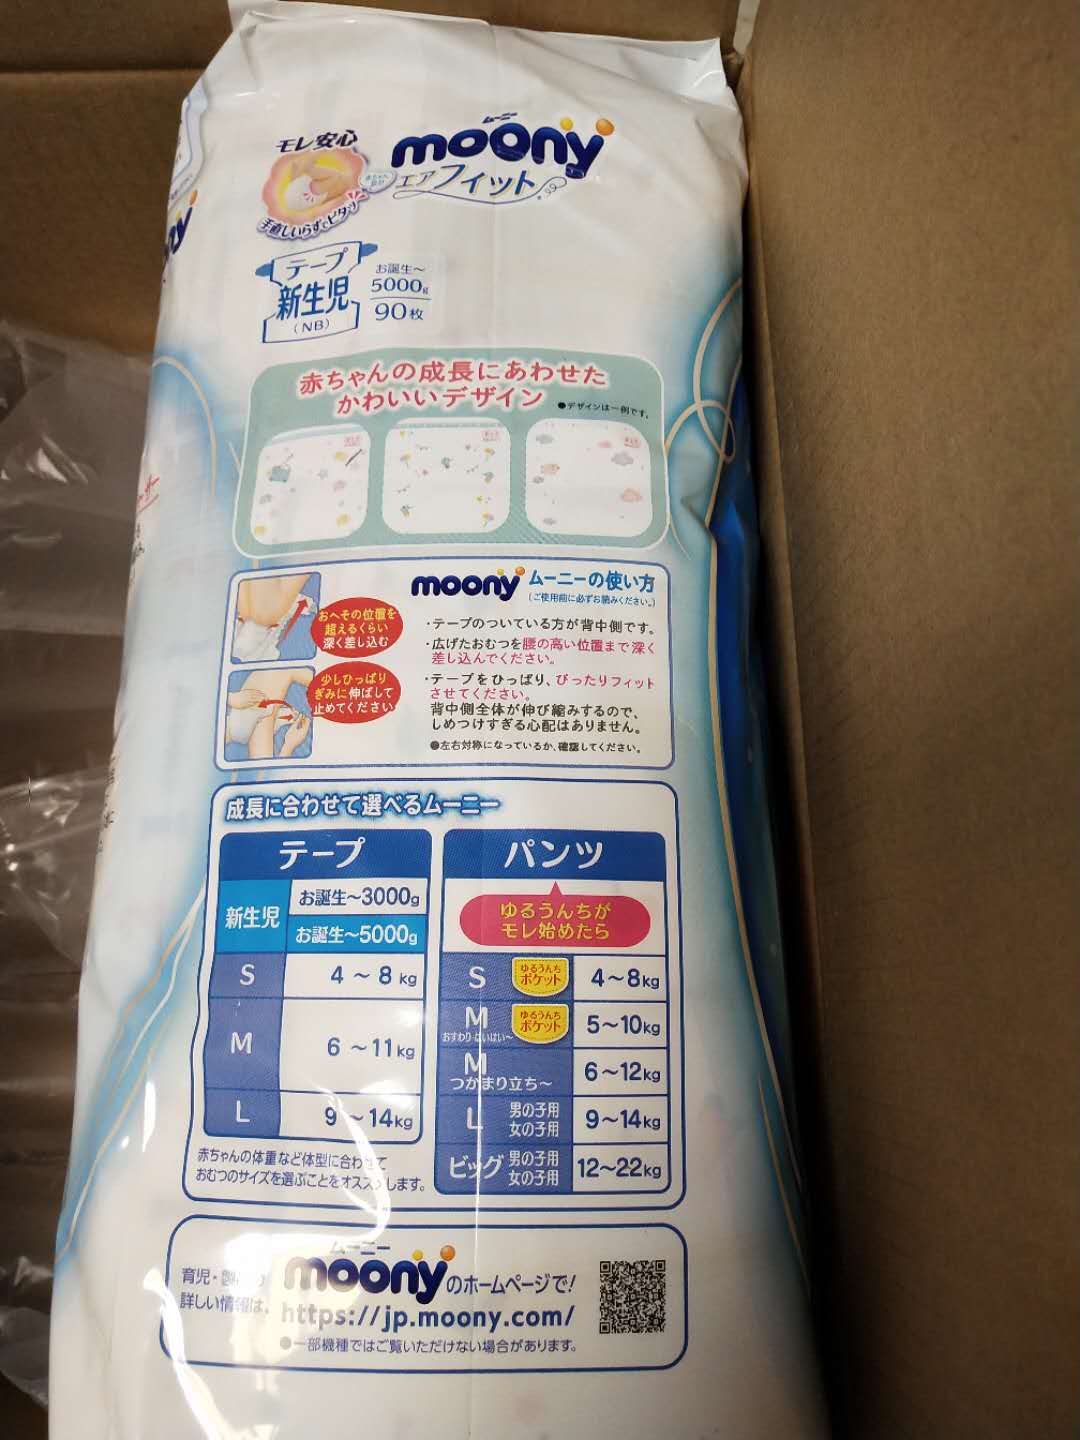 モレ安心
手直しいらずでピタッ
ムーニー
moony
エアフィット
テープ
新生児
(NB)
お誕生～
5000g
90枚
赤ちゃんの成長にあわせた
かわいいデザイン
●デザインは一例です。
moony ムーニーの使い方
(ご使用前に必ずお読みください。)
おへその位置を
超えるくらい
深く差し込む
少しひっぱり
ぎみに伸ばして
止めてください
・テープのついている方が背中側です。
・広げたおむつを腰の高い位置まで深く
差し込んでください。
・テープをひっぱり、ぴったりフィット
させてください。
背中側全体が伸び縮みするので、
しめつけすぎる心配はありません。
●左右対称になっているか、確認してください。
成長に合わせて選べるムーニー
テープ
新生児
お誕生～3000g
お誕生～5000g
S 4～8kg
M 6～11kg
L 9～14kg
赤ちゃんの体重など体型に合わせて
おむつのサイズを選ぶことをオススメします。
パンツ
ゆるうんちが
モレ始めたら
S ゆるうんちポケット 4～8kg
M ゆるうんちポケット 5～10kg
おすわり・はいはい～
M 6～12kg
つかまり立ち～
L 男の子用 女の子用 9～14kg
ビッグ 男の子用 女の子用 12～22kg
ムーニー
育児・
詳しい情報は、
moonyのホームページで!
https://jp.moony.com/
●一部機種ではご覧いただけない場合があります。